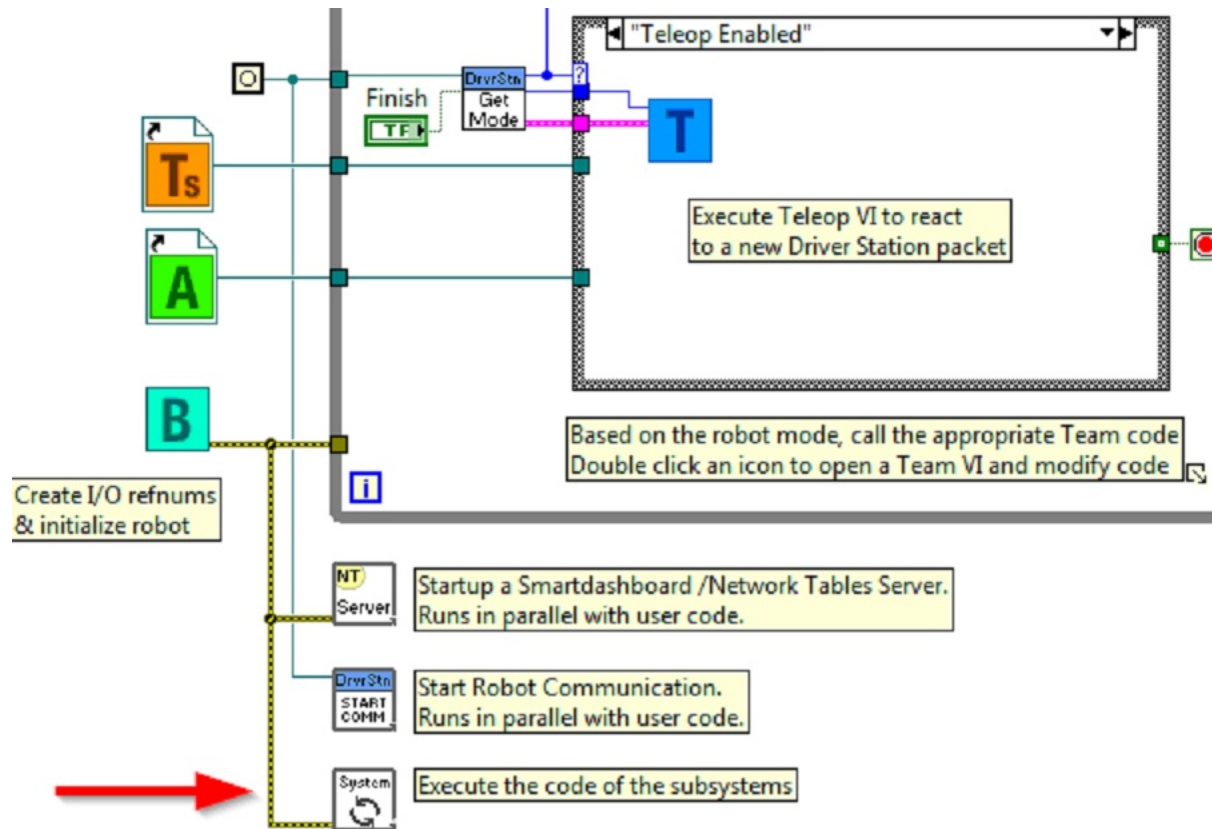 "Teleop Enabled"
DrvrStn
Get
Mode
?
Finish
TF
T
Ts
Execute Teleop VI to react
to a new Driver Station packet
A
B
Based on the robot mode, call the appropriate Team code
Double click an icon to open a Team VI and modify code
i
Create I/O refnums
& initialize robot
NT
Server
Startup a Smartdashboard /Network Tables Server.
Runs in parallel with user code.
DrvrStn
START
COMM
Start Robot Communication.
Runs in parallel with user code.
System
Execute the code of the subsystems